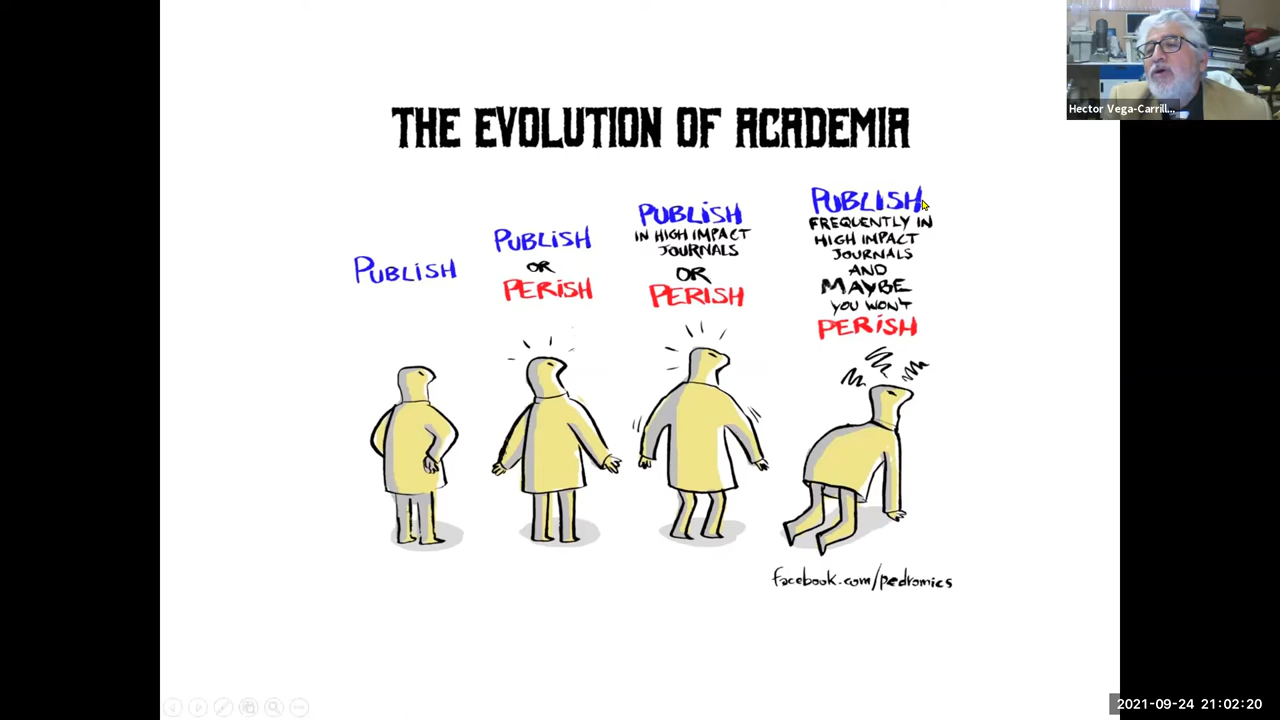 Hector Vega-Carrill...
THE EVOLUTION OF ACADEMIA
PUBLISH
PUBLISH
OR
PERISH
PUBLISH
IN HIGH IMPACT
JOURNALS
OR
PERISH
PUBLISH
FREQUENTLY IN
HIGH IMPACT
JOURNALS
AND
MAYBE
YOU WON'T
PERISH
facebook.com/pedromics
2021-09-24 21:02:20